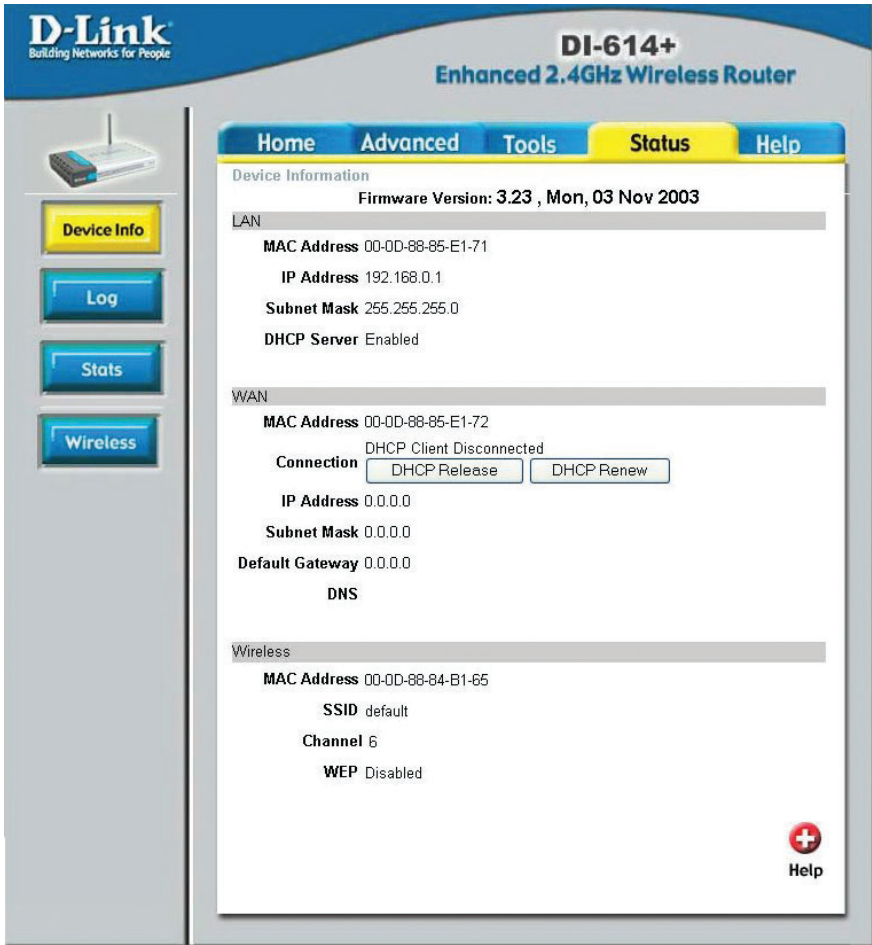 D-Link
Building Networks for People
DI-614+
Enhanced 2.4GHz Wireless Router
Home Advanced Tools Status Help
Device Info
Log
Stats
Wireless
Device Information
Firmware Version: 3.23 , Mon, 03 Nov 2003
LAN
MAC Address 00-0D-88-85-E1-71
IP Address 192.168.0.1
Subnet Mask 255.255.255.0
DHCP Server Enabled
WAN
MAC Address 00-0D-88-85-E1-72
Connection DHCP Client Disconnected
DHCP Release DHCP Renew
IP Address 0.0.0.0
Subnet Mask 0.0.0.0
Default Gateway 0.0.0.0
DNS
Wireless
MAC Address 00-0D-88-84-B1-65
SSID default
Channel 6
WEP Disabled
Help